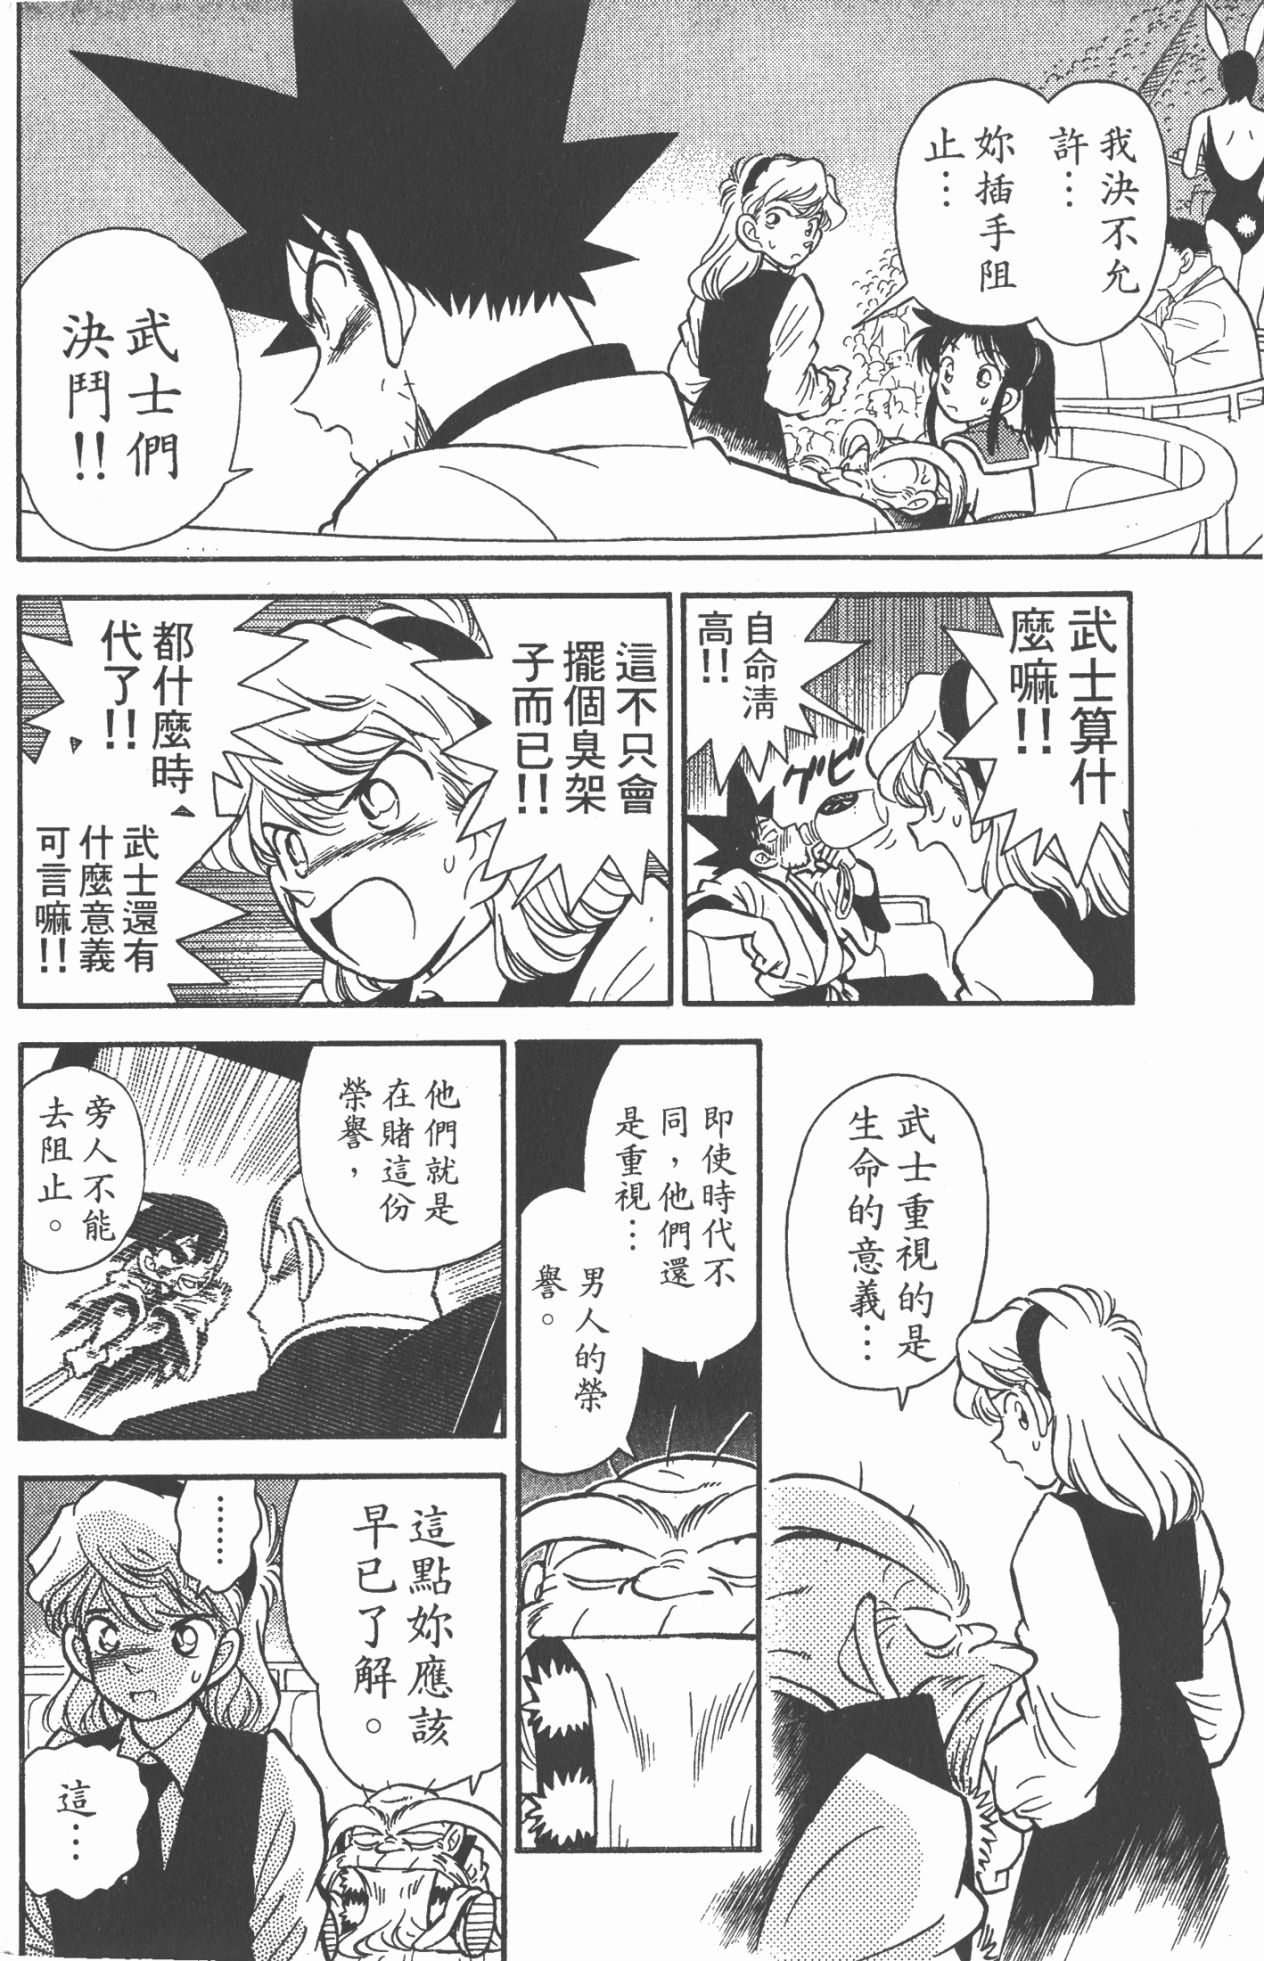 我決不允
許…
妳插手阻
止…
武士們
決鬥!!
武士算什
麼嘛!!
自命清
高!!
ゲビ
這不只會
擺個臭架
子而已!!
都什麼時
代了!!
武士還有
什麼意義
可言嘛!!
武士重視的是
生命的意義…
即使時代不
同，他們還
是重視…
男人的榮
譽。
他們就是
在賭這份
榮譽，
旁人不能
去阻止。
這點妳應該
早已了解。
……
這…